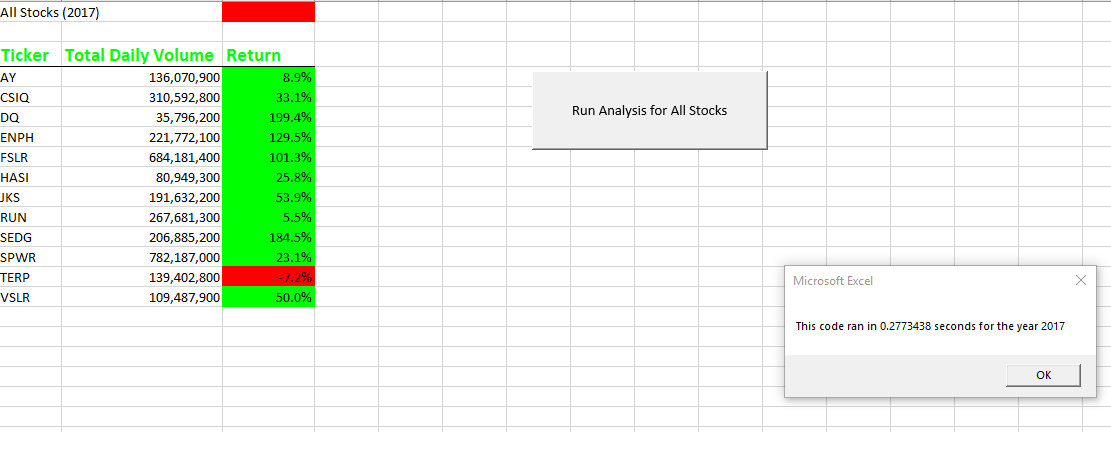 All Stocks (2017)
Ticker Total Daily Volume Return
AY 136,070,900 8.9%
CSIQ 310,592,800 33.1%
DQ 35,796,200 199.4%
ENPH 221,772,100 129.5%
FSLR 684,181,400 101.3%
HASI 80,949,300 25.8%
JKS 191,632,200 53.9%
RUN 267,681,300 5.5%
SEDG 206,885,200 184.5%
SPWR 782,187,000 23.1%
TERP 139,402,800 -7.2%
VSLR 109,487,900 50.0%
Run Analysis for All Stocks
Microsoft Excel
This code ran in 0.2773438 seconds for the year 2017
OK